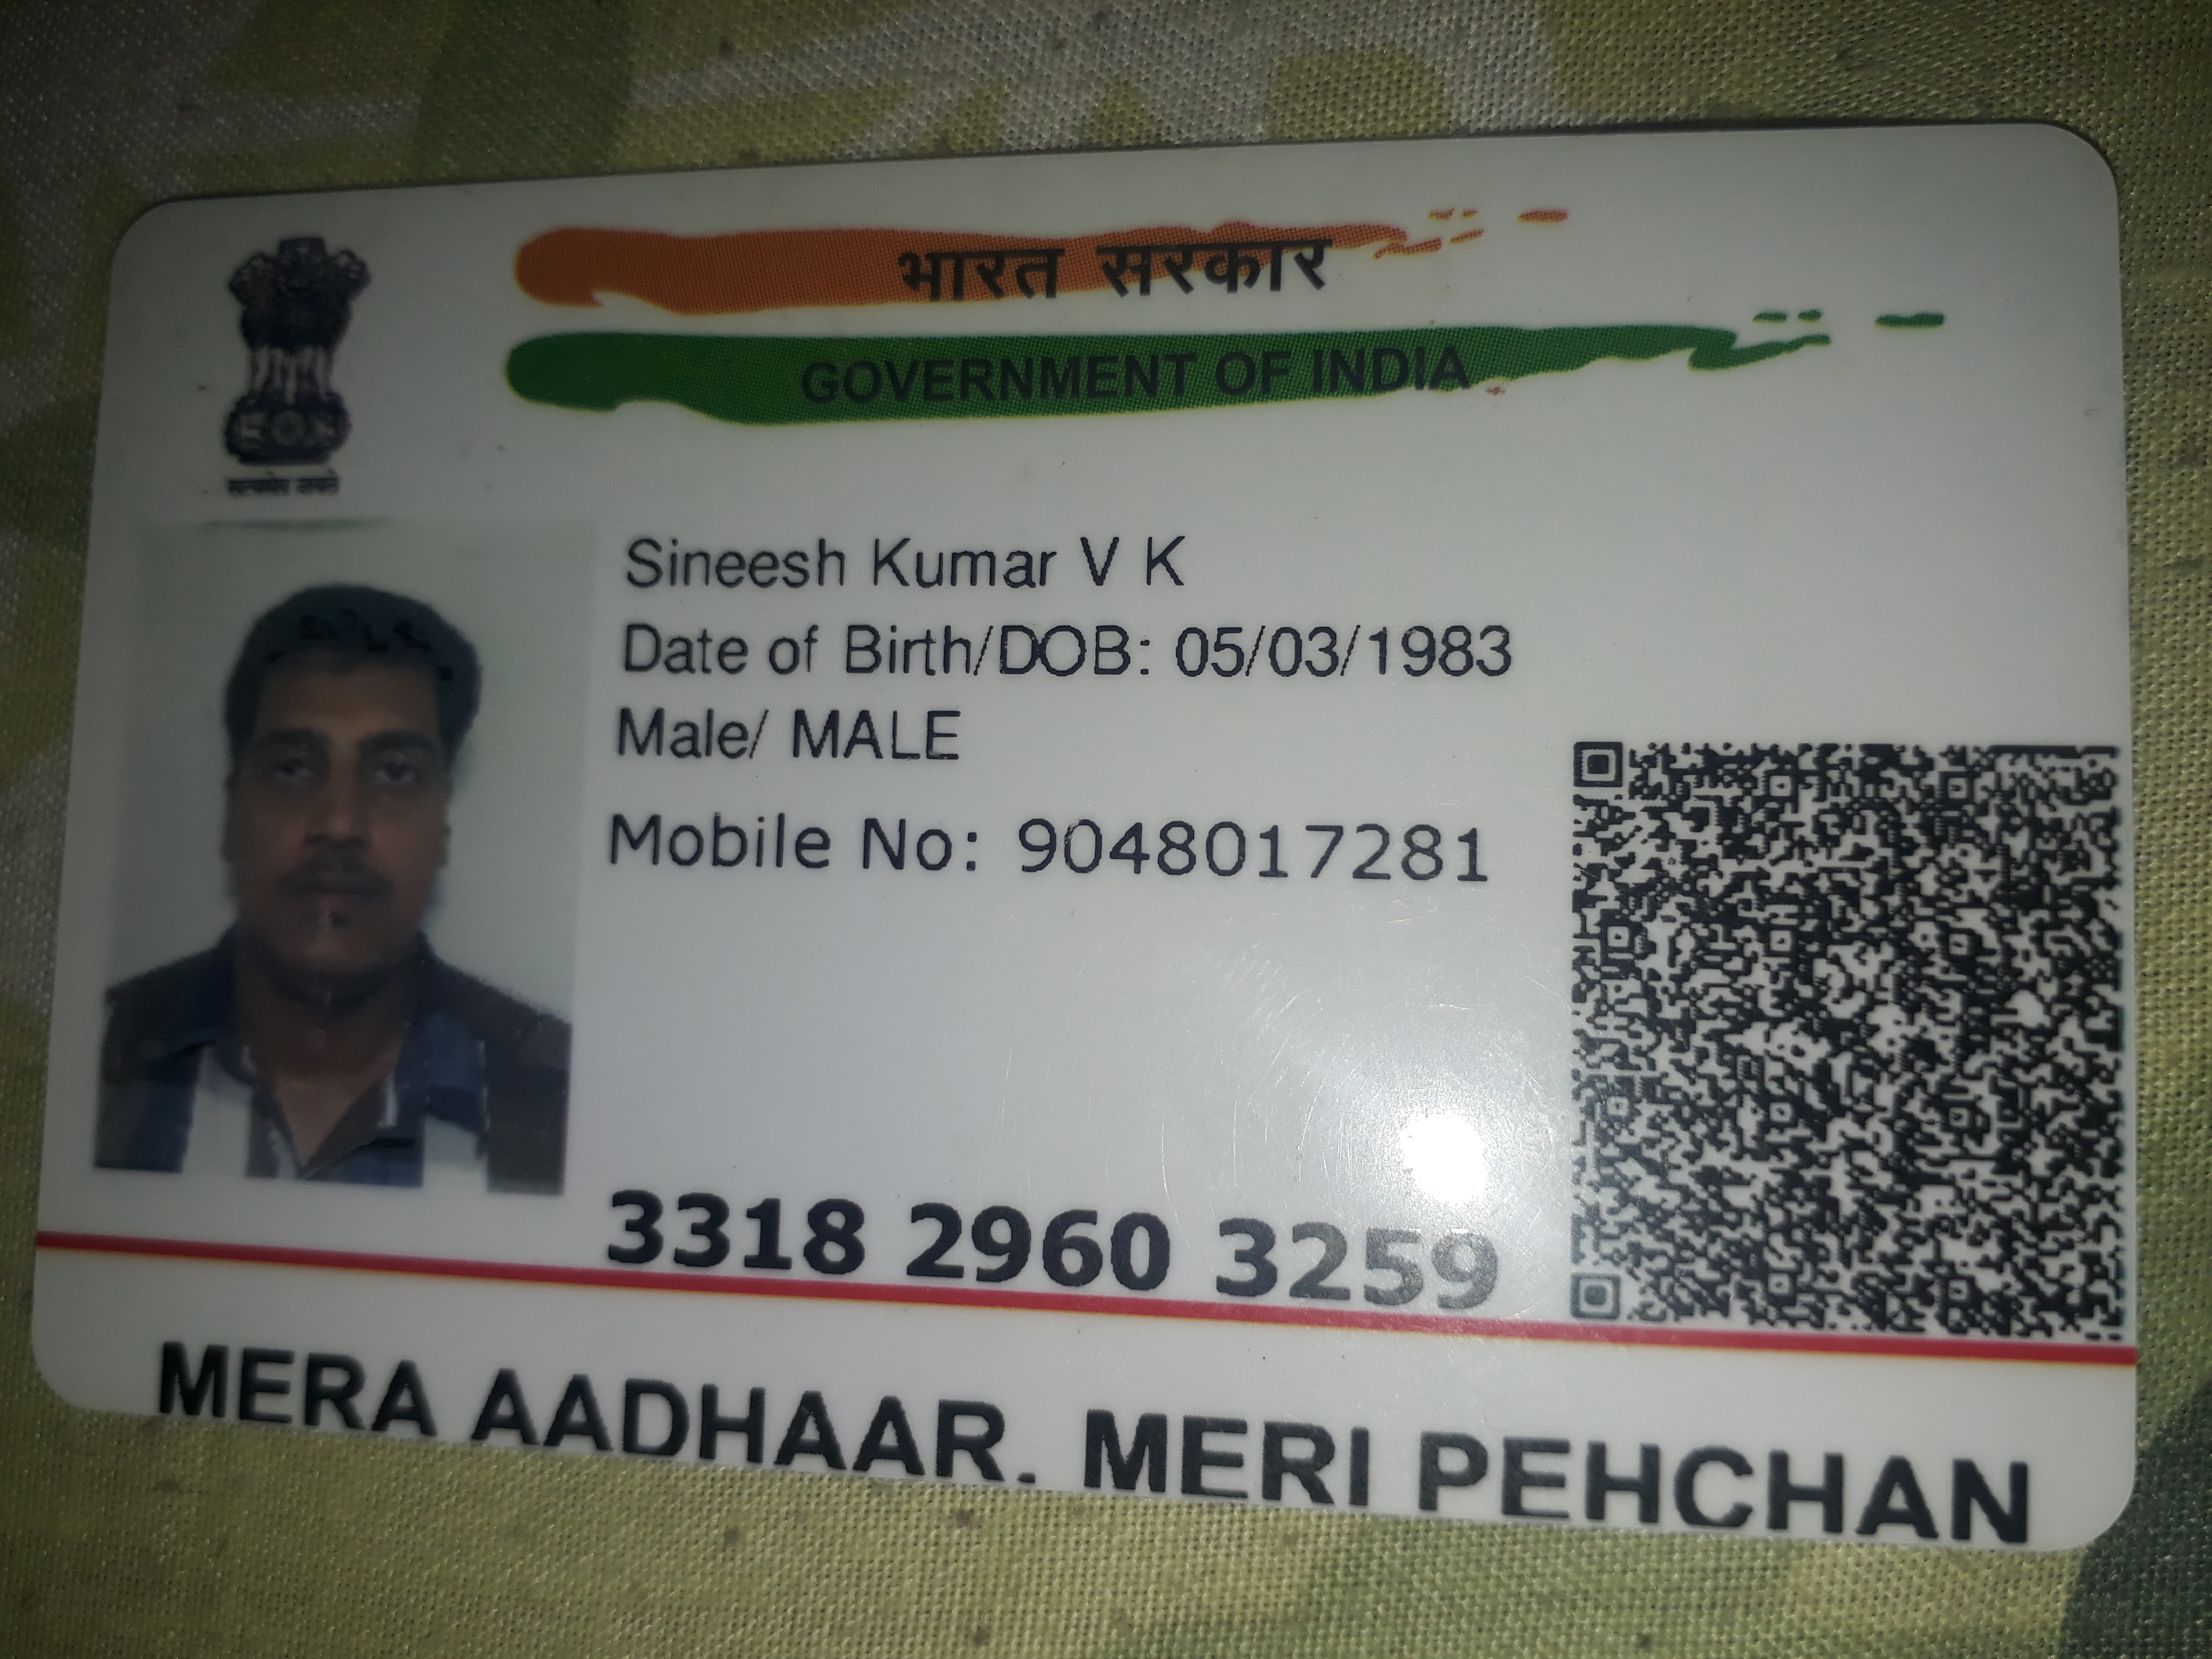 भारत सरकार
GOVERNMENT OF INDIA
सत्यमेव जयते
Sineesh Kumar V K
Date of Birth/DOB: 05/03/1983
Male/ MALE
Mobile No: 9048017281
3318 2960 3259
MERA AADHAAR. MERI PEHCHAN